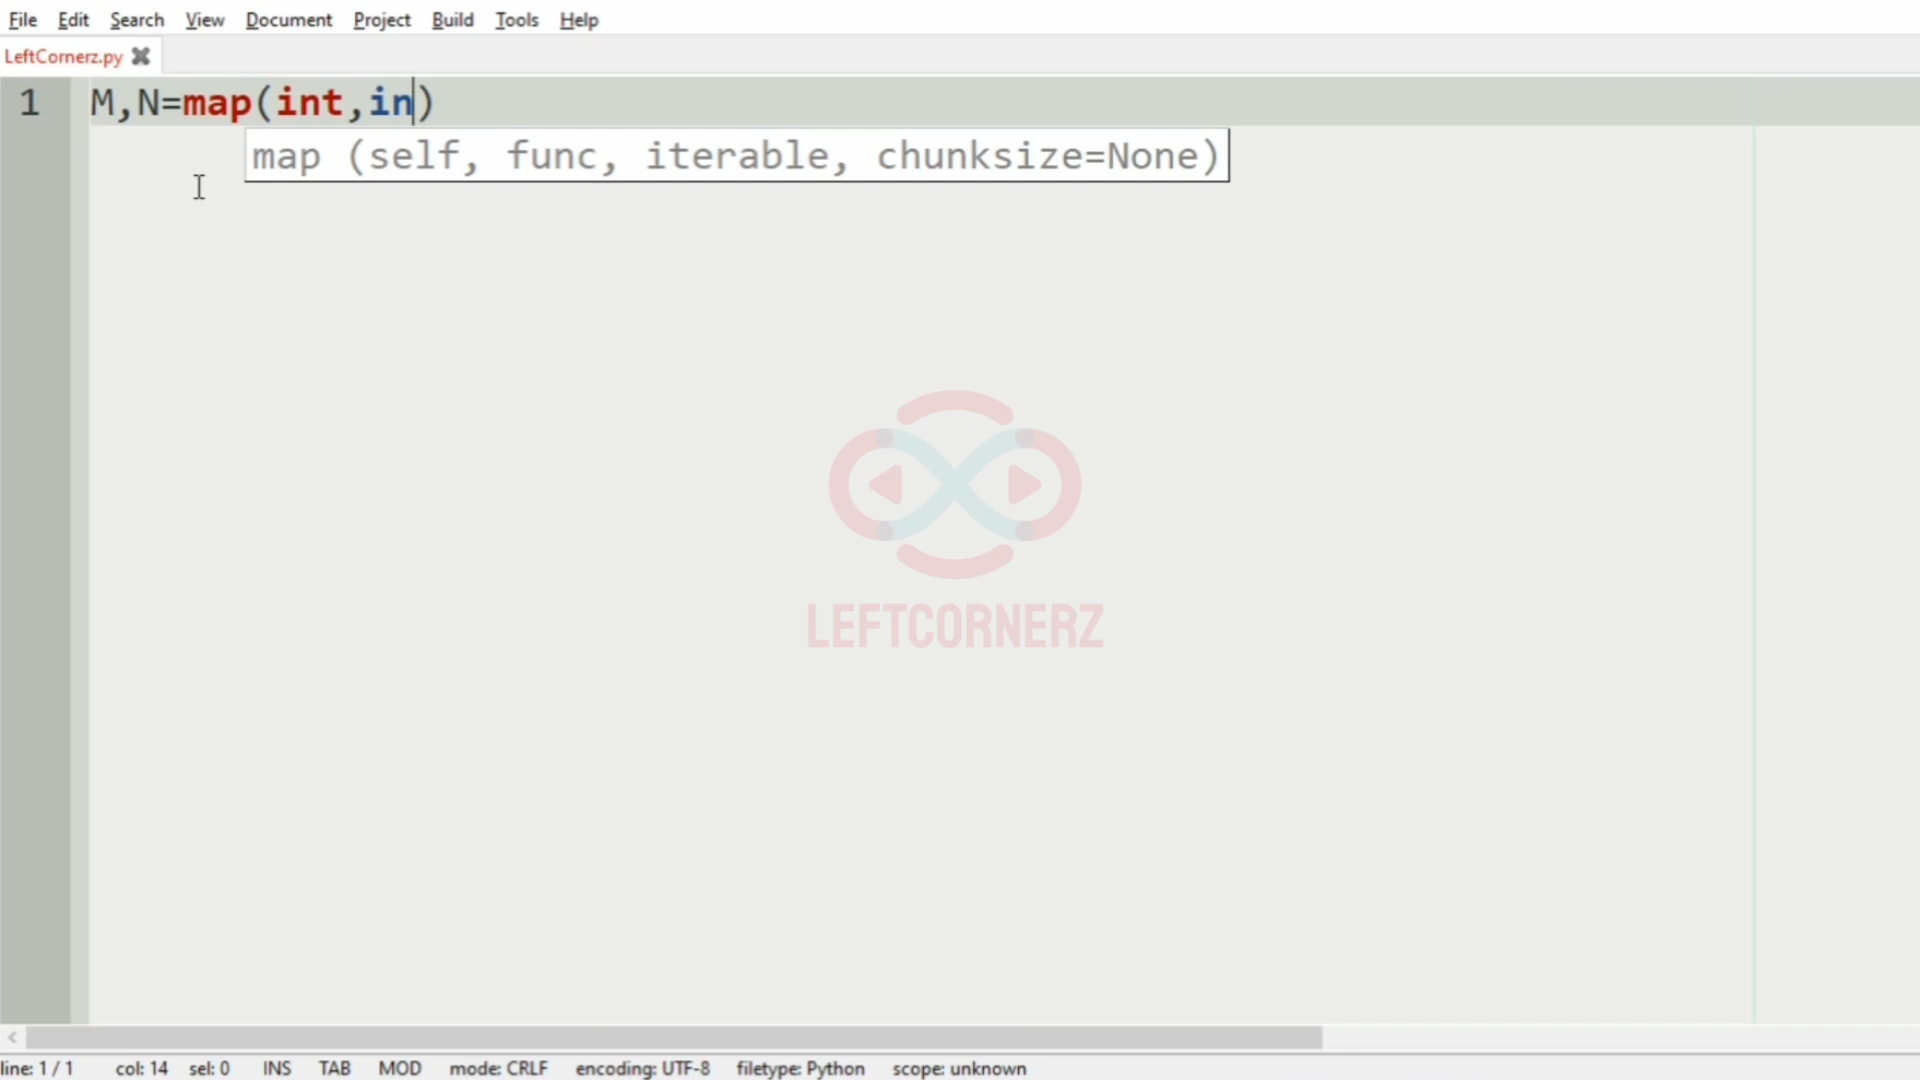 File Edit Search View Document Project Build Tools Help
LeftCornerz.py
1 M,N=map(int,in)
map (self, func, iterable, chunksize=None)
LEFTCORNERZ
line: 1 / 1 col: 14 sel: 0 INS TAB MOD mode: CRLF encoding: UTF-8 filetype: Python scope: unknown